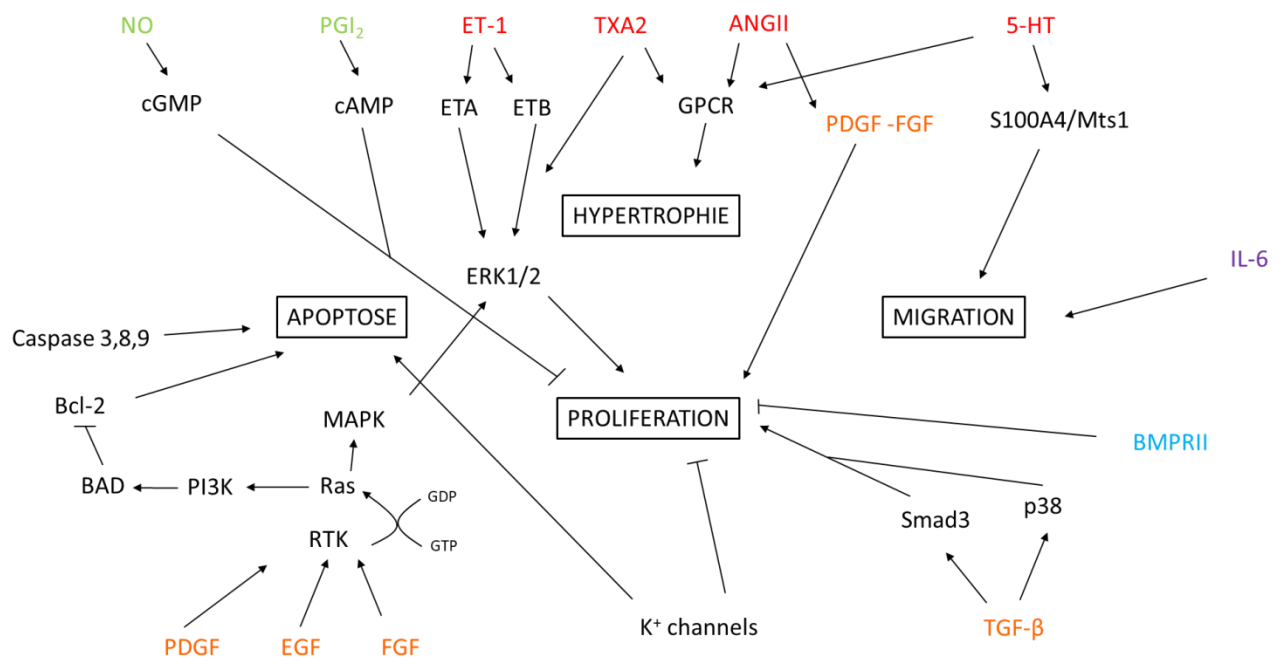 NO
PGI₂
ET-1
TXA2
ANGII
5-HT
cGMP
cAMP
ETA
ETB
GPCR
PDGF -FGF
S100A4/Mts1
HYPERTROPHIE
IL-6
ERK1/2
APOPTOSE
MIGRATION
Caspase 3,8,9
Bcl-2
MAPK
PROLIFERATION
BMPRII
BAD
PI3K
Ras
GDP
GTP
RTK
Smad3
p38
PDGF
EGF
FGF
K⁺ channels
TGF-β